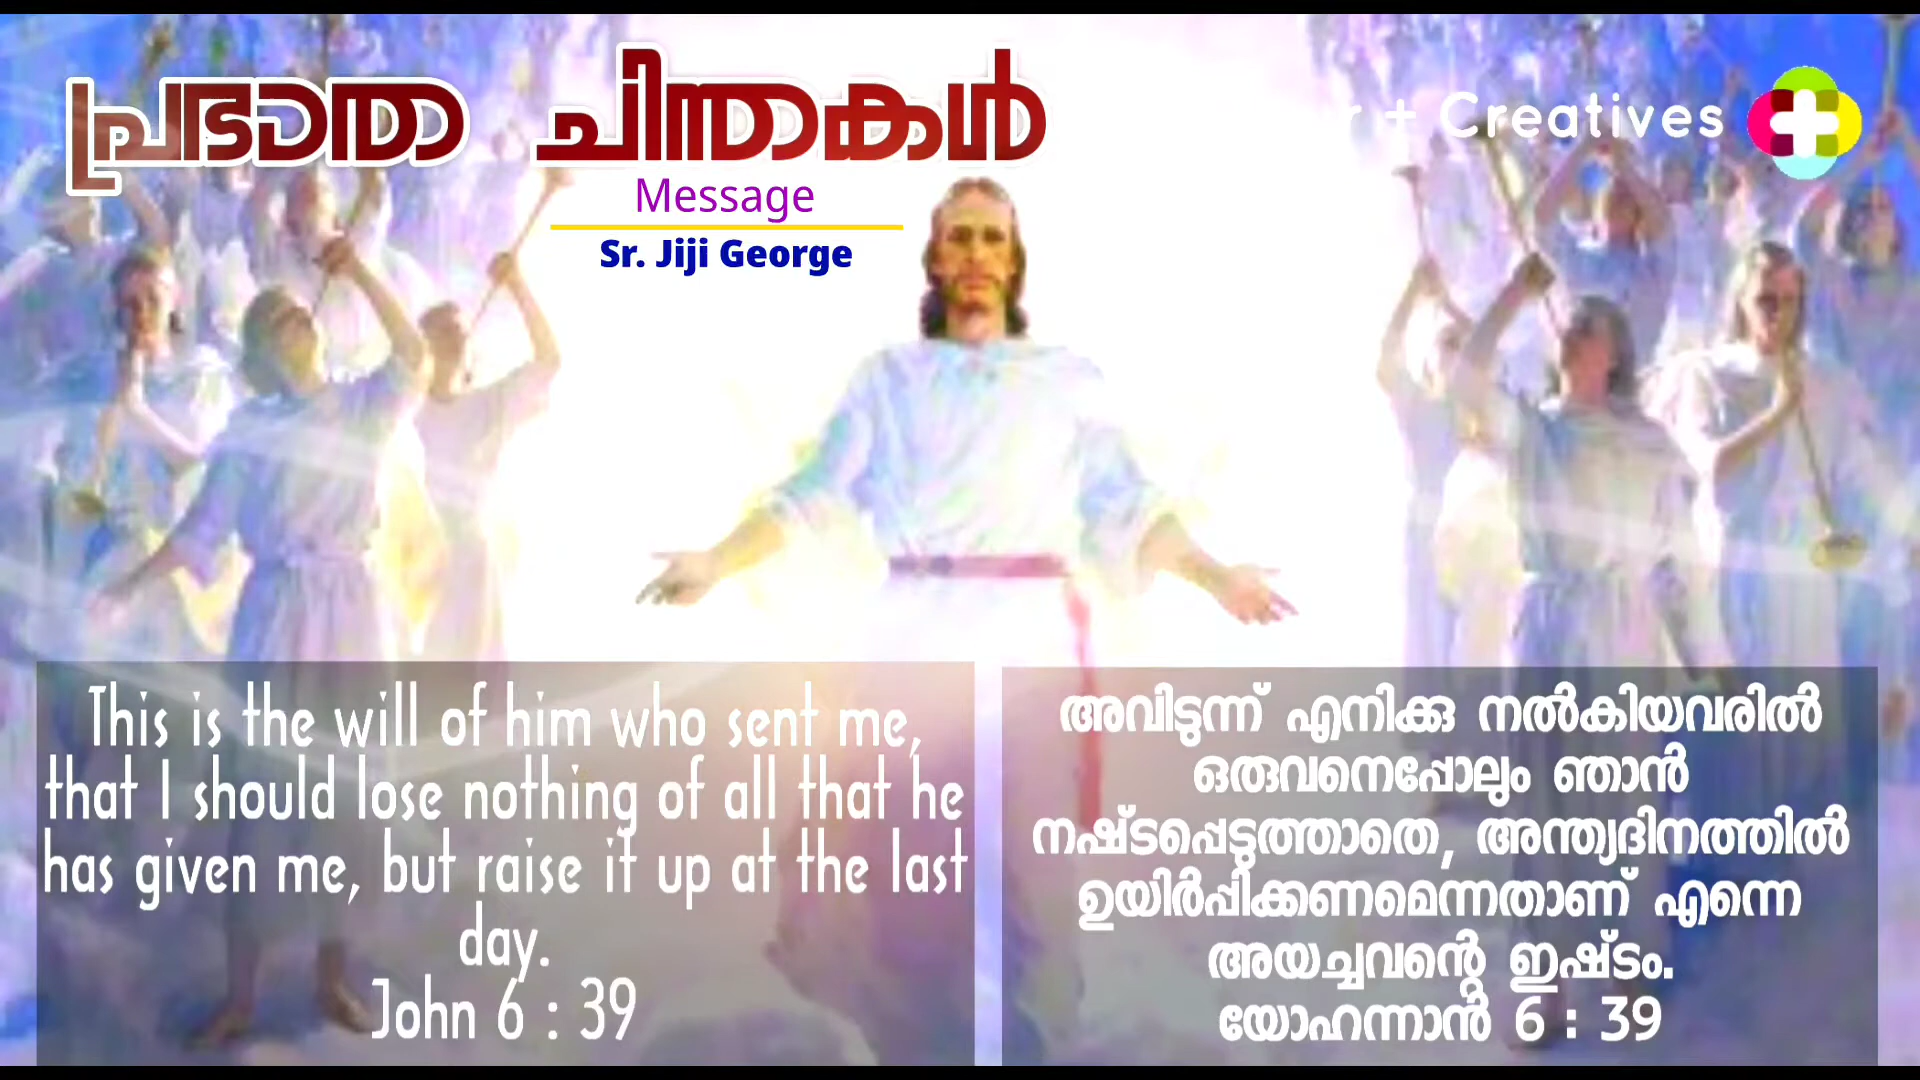 പ്രഭാത ചിന്തകൾ
Message
Sr. Jiji George
+ Creatives
This is the will of him who sent me,
that I should lose nothing of all that he
has given me, but raise it up at the last
day.
John 6 : 39
അവിടുന്ന് എനിക്കു നൽകിയവരിൽ
ഒരുവനെപ്പോലും ഞാൻ
നഷ്ടപ്പെടുത്താതെ, അന്ത്യദിനത്തിൽ
ഉയിർപ്പിക്കണമെന്നതാണ് എന്നെ
അയച്ചവന്റെ ഇഷ്ടം.
യോഹന്നാൻ 6 : 39